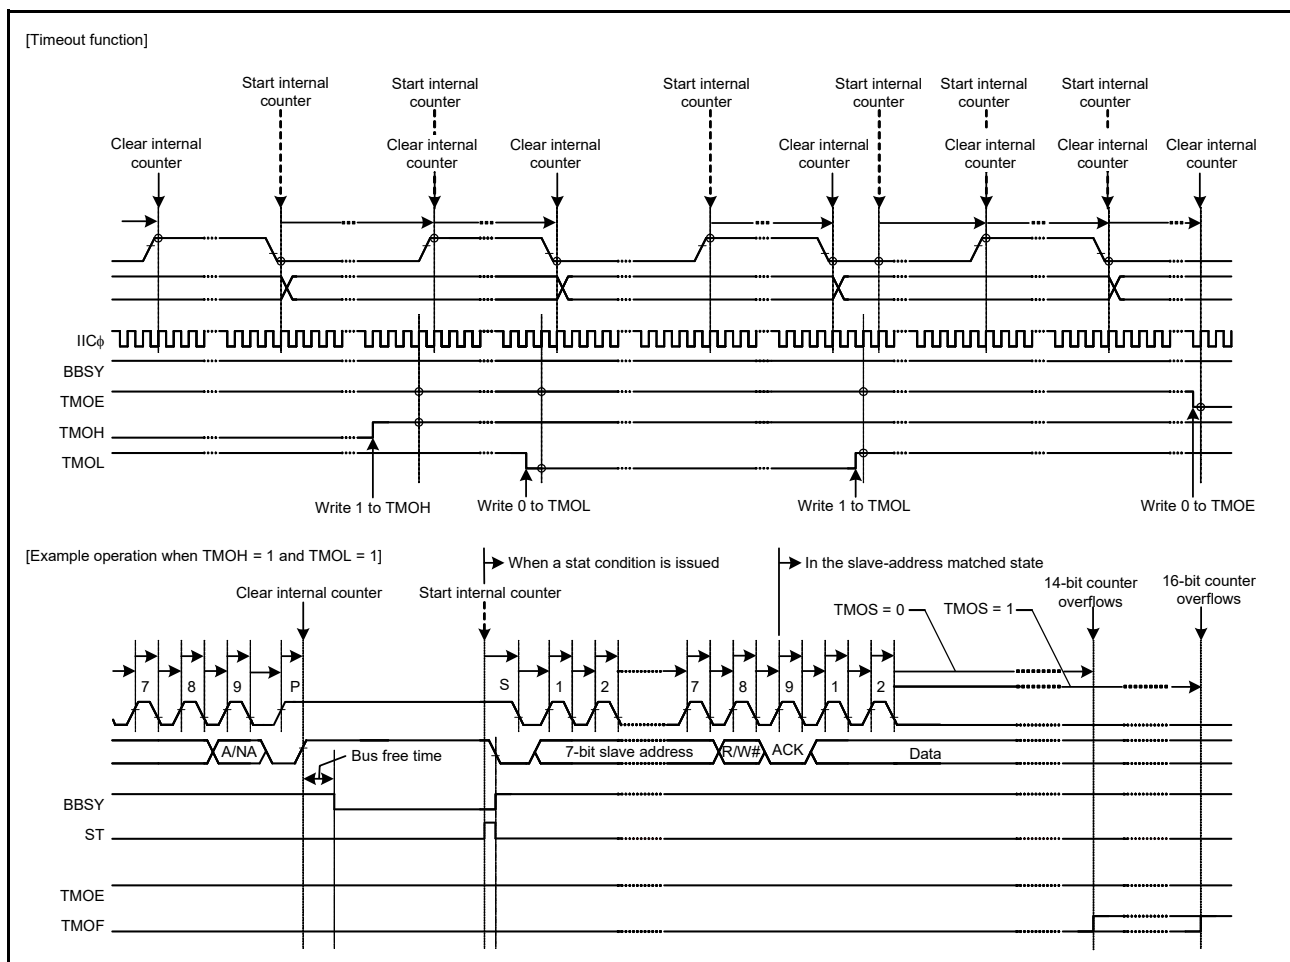 [Timeout function]
Start internal
counter
Start internal
counter
Start internal
counter
Start internal
counter
Start internal
counter
Start internal
counter
Clear internal
counter
Clear internal
counter
Clear internal
counter
Clear internal
counter
Clear internal
counter
Clear internal
counter
Clear internal
counter
IICφ
BBSY
TMOE
TMOH
TMOL
Write 1 to TMOH
Write 0 to TMOL
Write 1 to TMOL
Write 0 to TMOE
[Example operation when TMOH = 1 and TMOL = 1]
When a stat condition is issued
In the slave-address matched state
Clear internal counter
Start internal counter
14-bit counter
overflows
16-bit counter
overflows
TMOS = 0
TMOS = 1
7 8 9 P S 1 2 7 8 9 1 2
A/NA
7-bit slave address
R/W#
ACK
Data
Bus free time
BBSY
ST
TMOE
TMOF